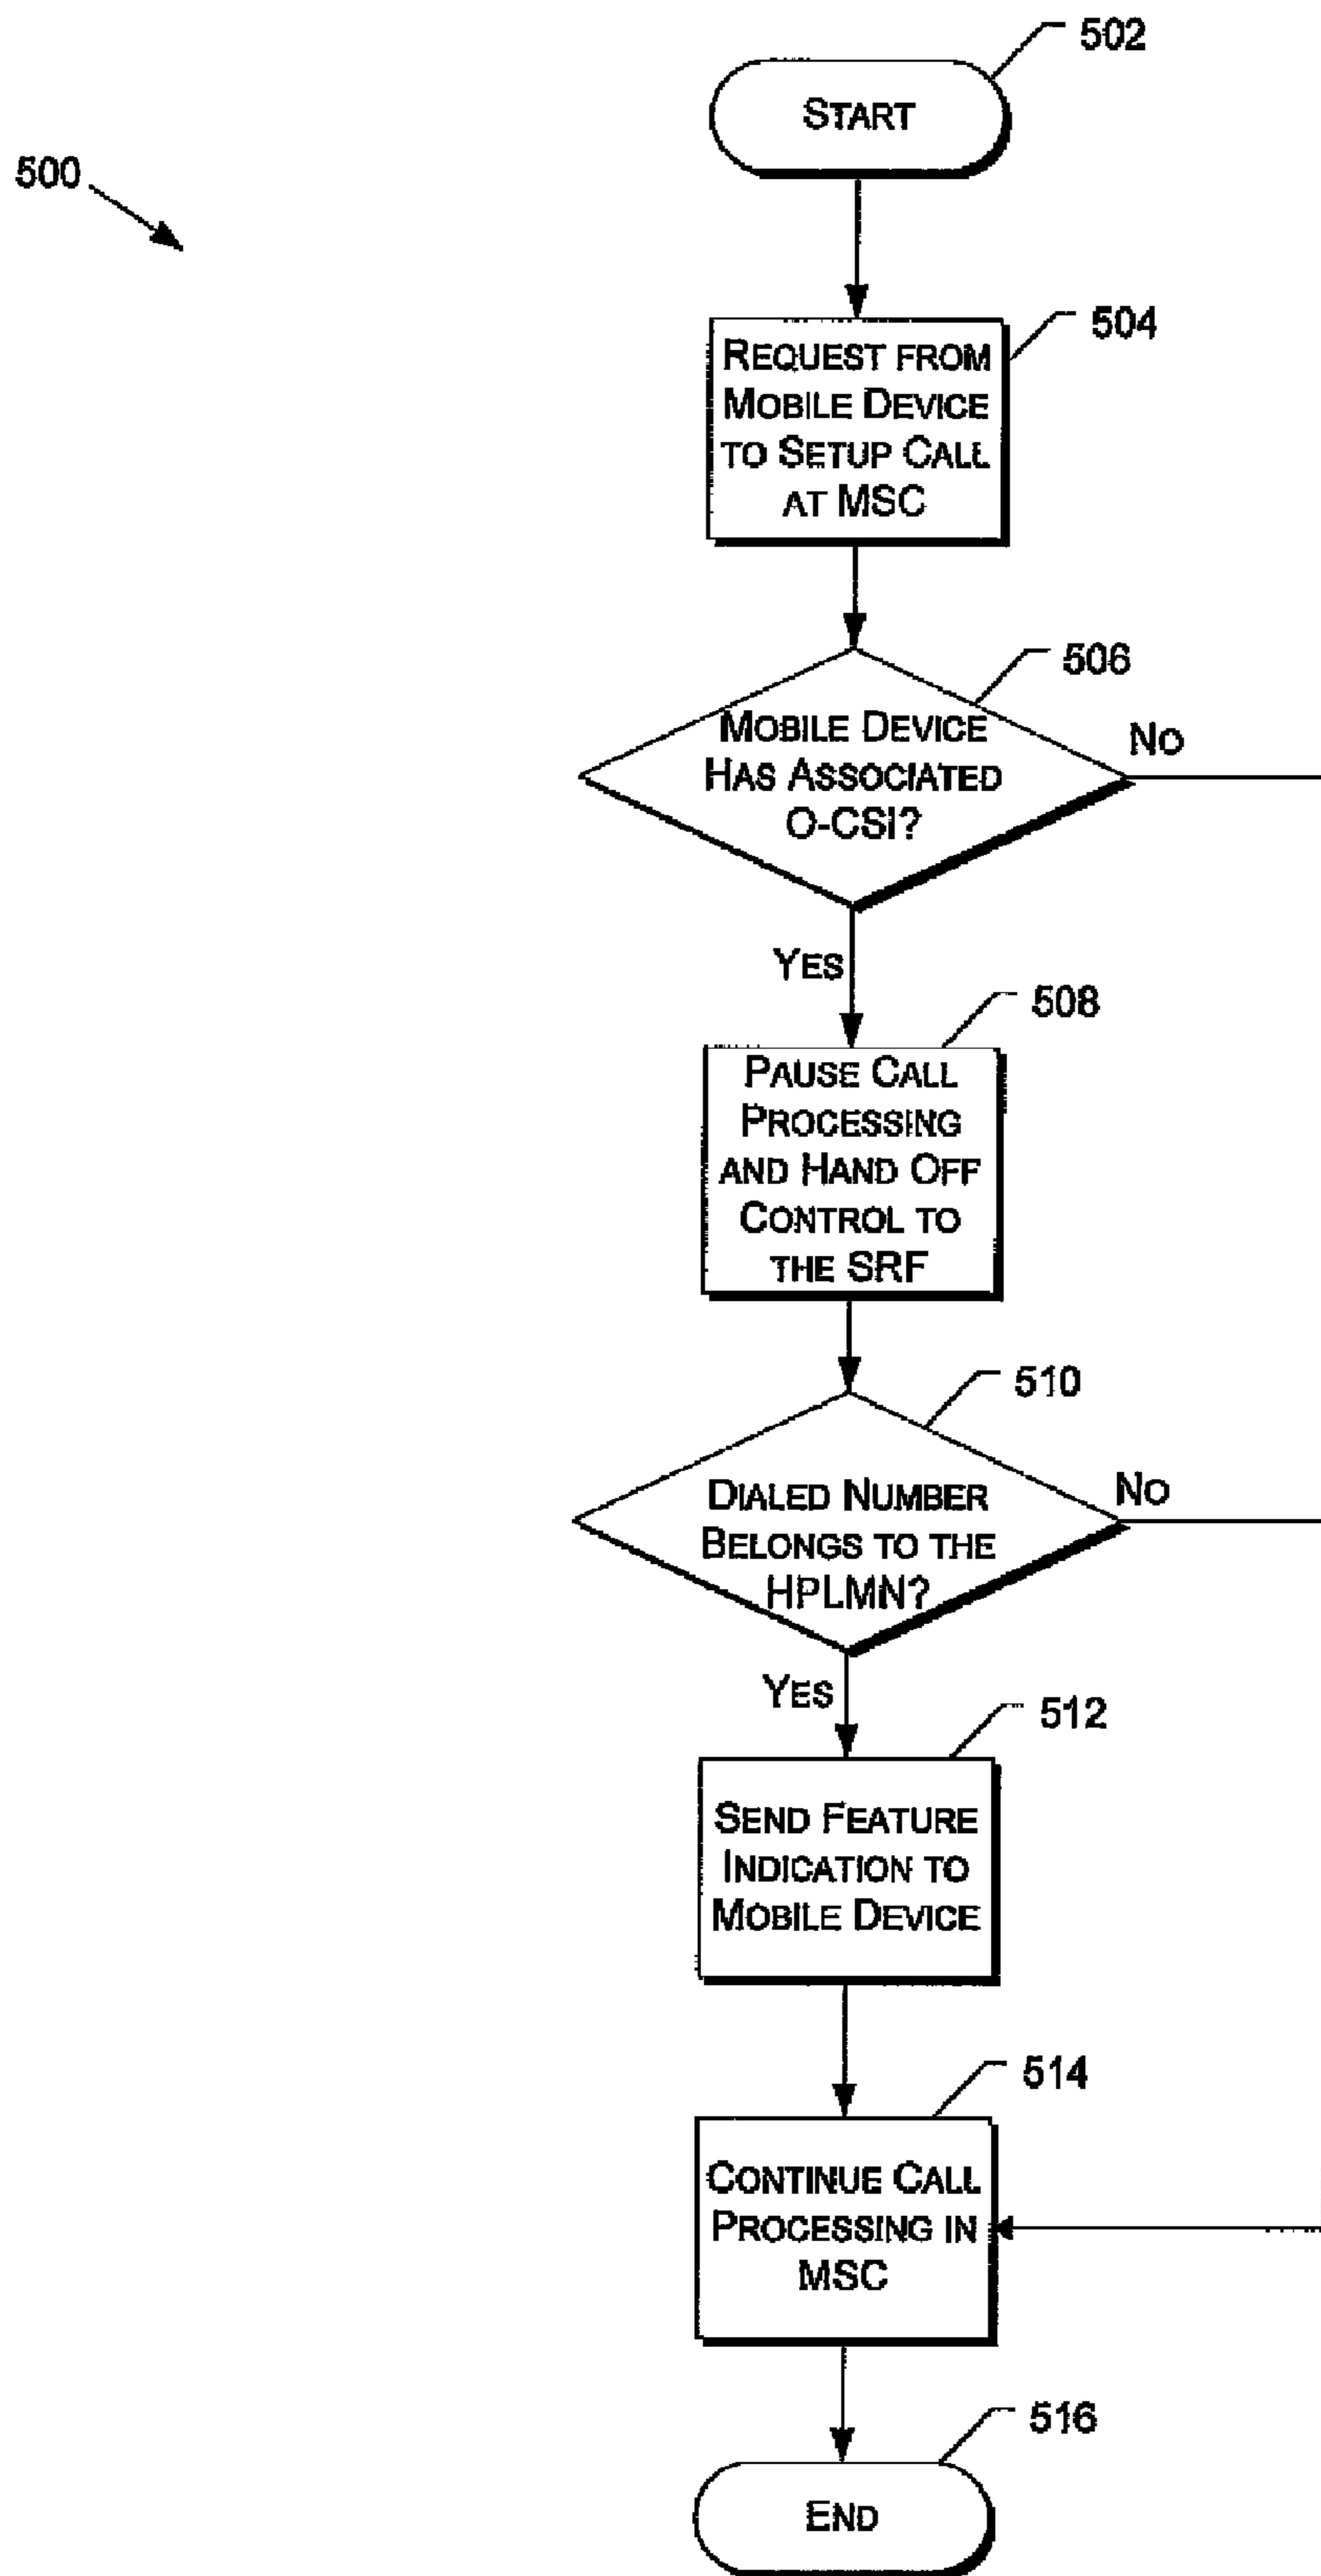 502
START
500
504
REQUEST FROM
MOBILE DEVICE
TO SETUP CALL
AT MSC
506
MOBILE DEVICE
HAS ASSOCIATED
O-CSI?
NO
YES
508
PAUSE CALL
PROCESSING
AND HAND OFF
CONTROL TO
THE SRF
510
DIALED NUMBER
BELONGS TO THE
HPLMN?
NO
YES
512
SEND FEATURE
INDICATION TO
MOBILE DEVICE
514
CONTINUE CALL
PROCESSING IN
MSC
516
END